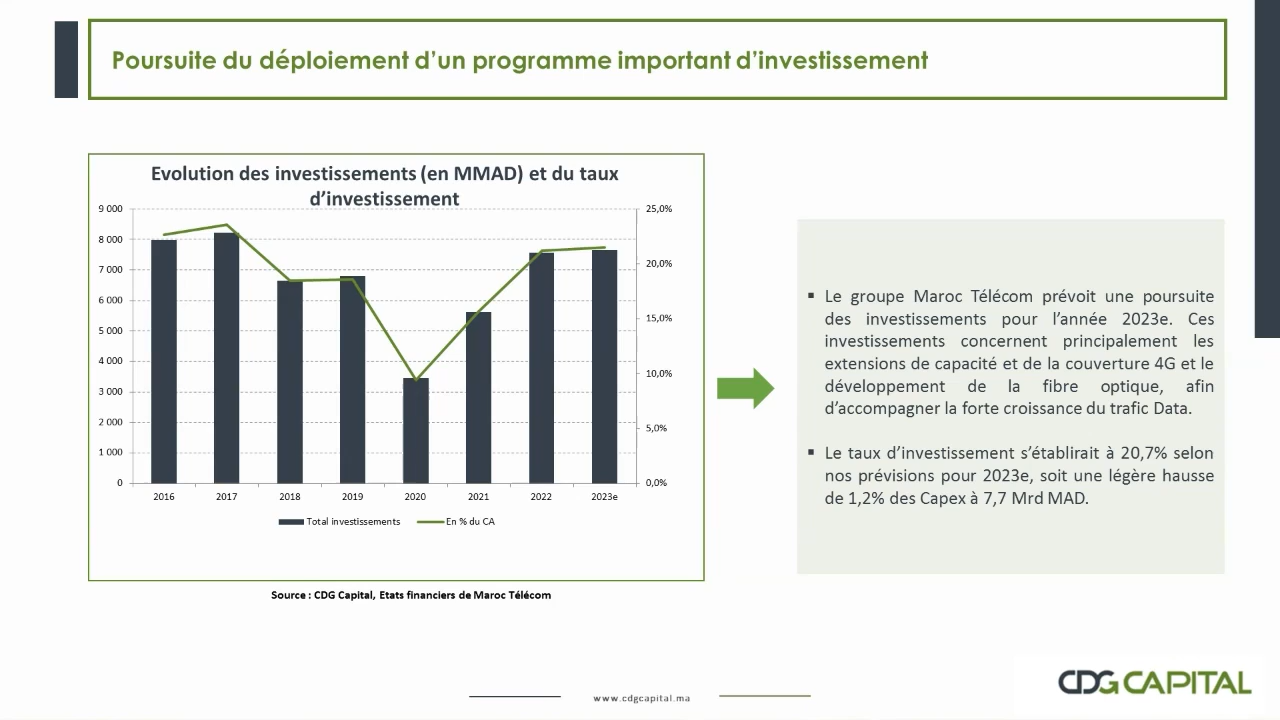 Poursuite du déploiement d’un programme important d’investissement
Evolution des investissements (en MMAD) et du taux
d’investissement
9 000
8 000
7 000
6 000
5 000
4 000
3 000
2 000
1 000
0
25,0%
20,0%
15,0%
10,0%
5,0%
0,0%
2016 2017 2018 2019 2020 2021 2022 2023e
Total investissements En % du CA
Source : CDG Capital, Etats financiers de Maroc Télécom
▪ Le groupe Maroc Télécom prévoit une poursuite
des investissements pour l’année 2023e. Ces
investissements concernent principalement les
extensions de capacité et de la couverture 4G et le
développement de la fibre optique, afin
d’accompagner la forte croissance du trafic Data.
▪ Le taux d’investissement s’établirait à 20,7% selon
nos prévisions pour 2023e, soit une légère hausse
de 1,2% des Capex à 7,7 Mrd MAD.
www.cdgcapital.ma
CDG CAPITAL